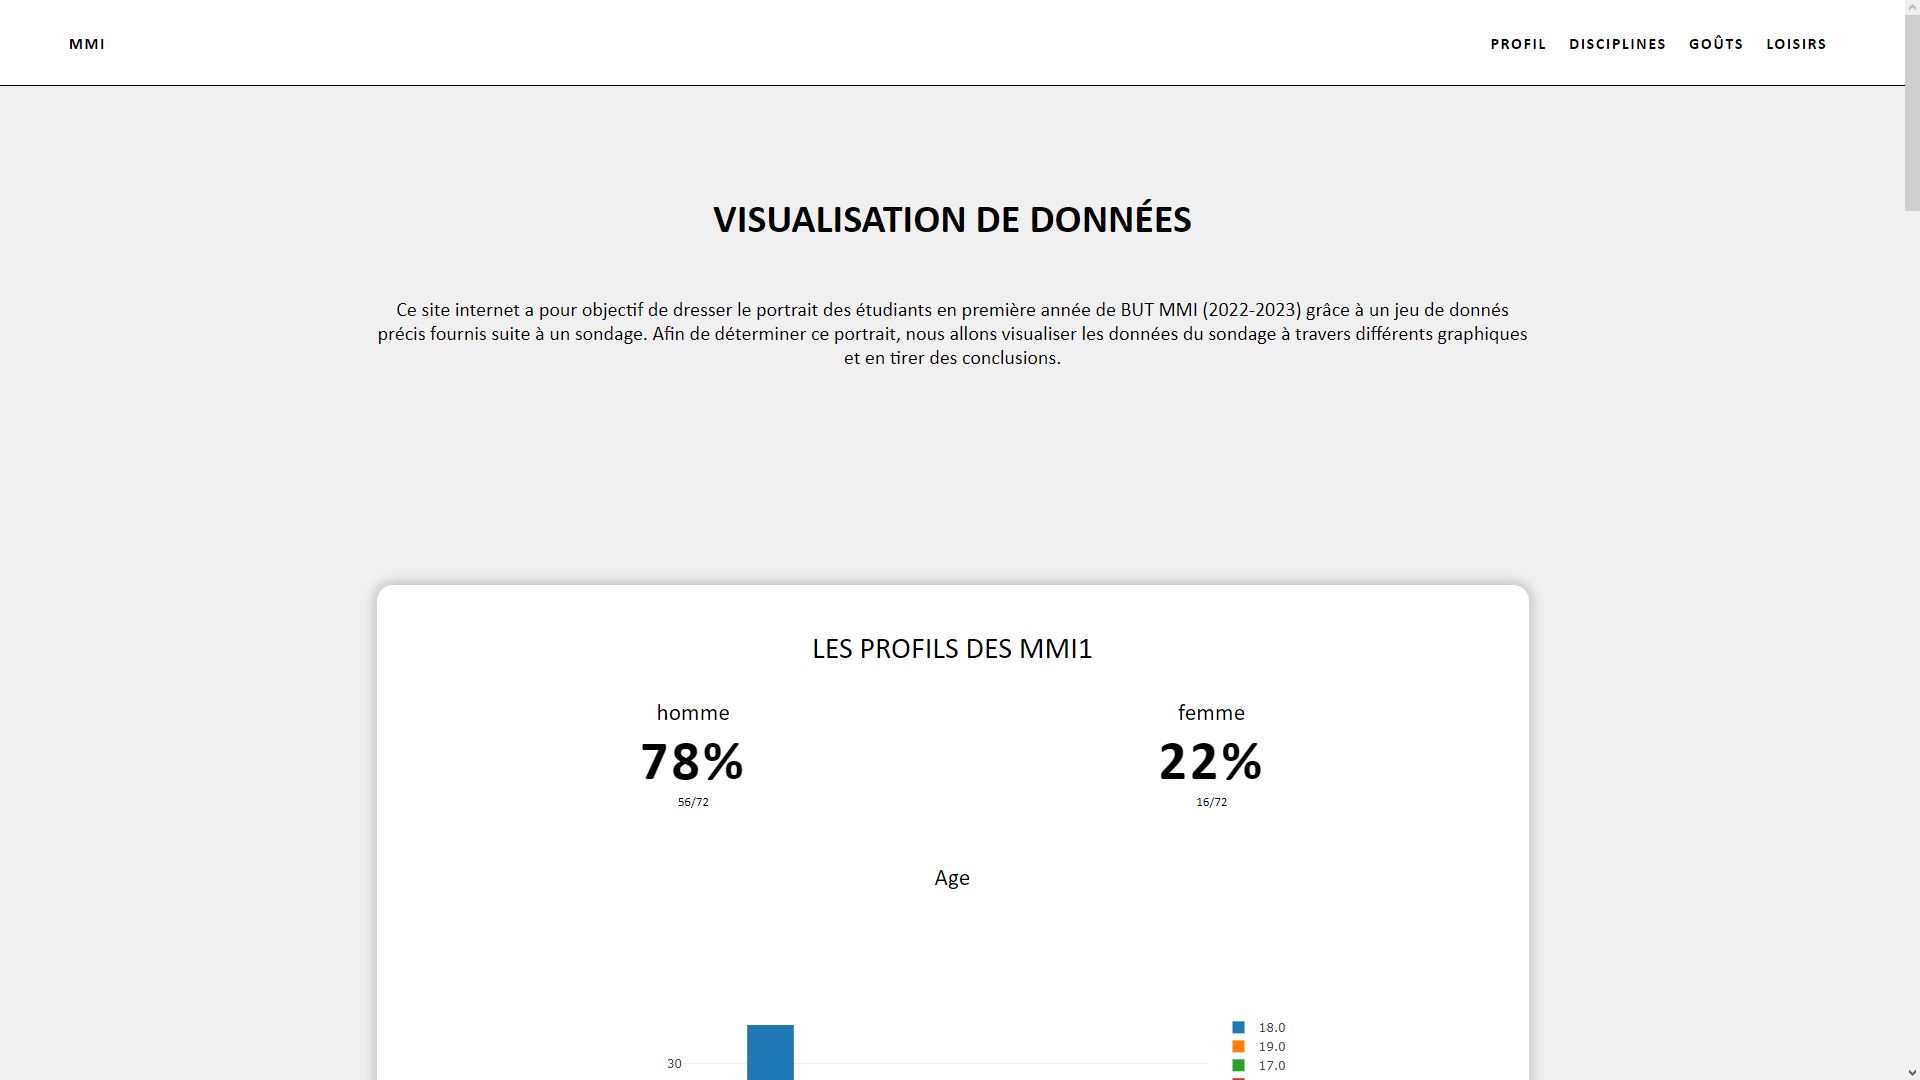 MMI
PROFIL DISCIPLINES GOÛTS LOISIRS
VISUALISATION DE DONNÉES
Ce site internet a pour objectif de dresser le portrait des étudiants en première année de BUT MMI (2022-2023) grâce à un jeu de donnés
précis fournis suite à un sondage. Afin de déterminer ce portrait, nous allons visualiser les données du sondage à travers différents graphiques
et en tirer des conclusions.
LES PROFILS DES MMI1
homme
78%
56/72
femme
22%
16/72
Age
30
18.0
19.0
17.0